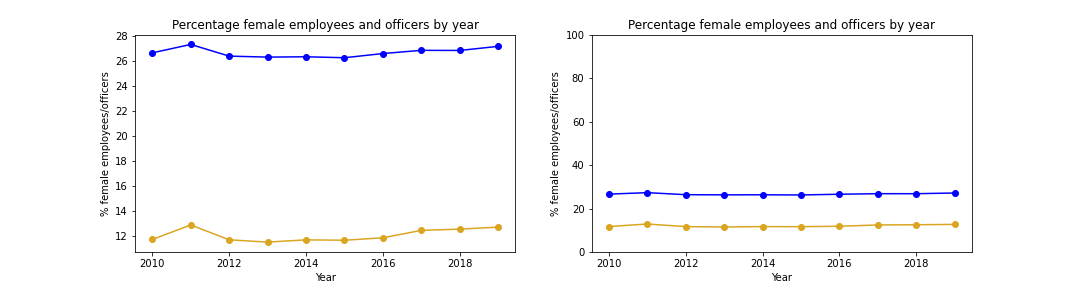 Percentage female employees and officers by year
% female employees/officers
28
26
24
22
20
18
16
14
12
2010 2012 2014 2016 2018
Year
Percentage female employees and officers by year
% female employees/officers
100
80
60
40
20
0
2010 2012 2014 2016 2018
Year